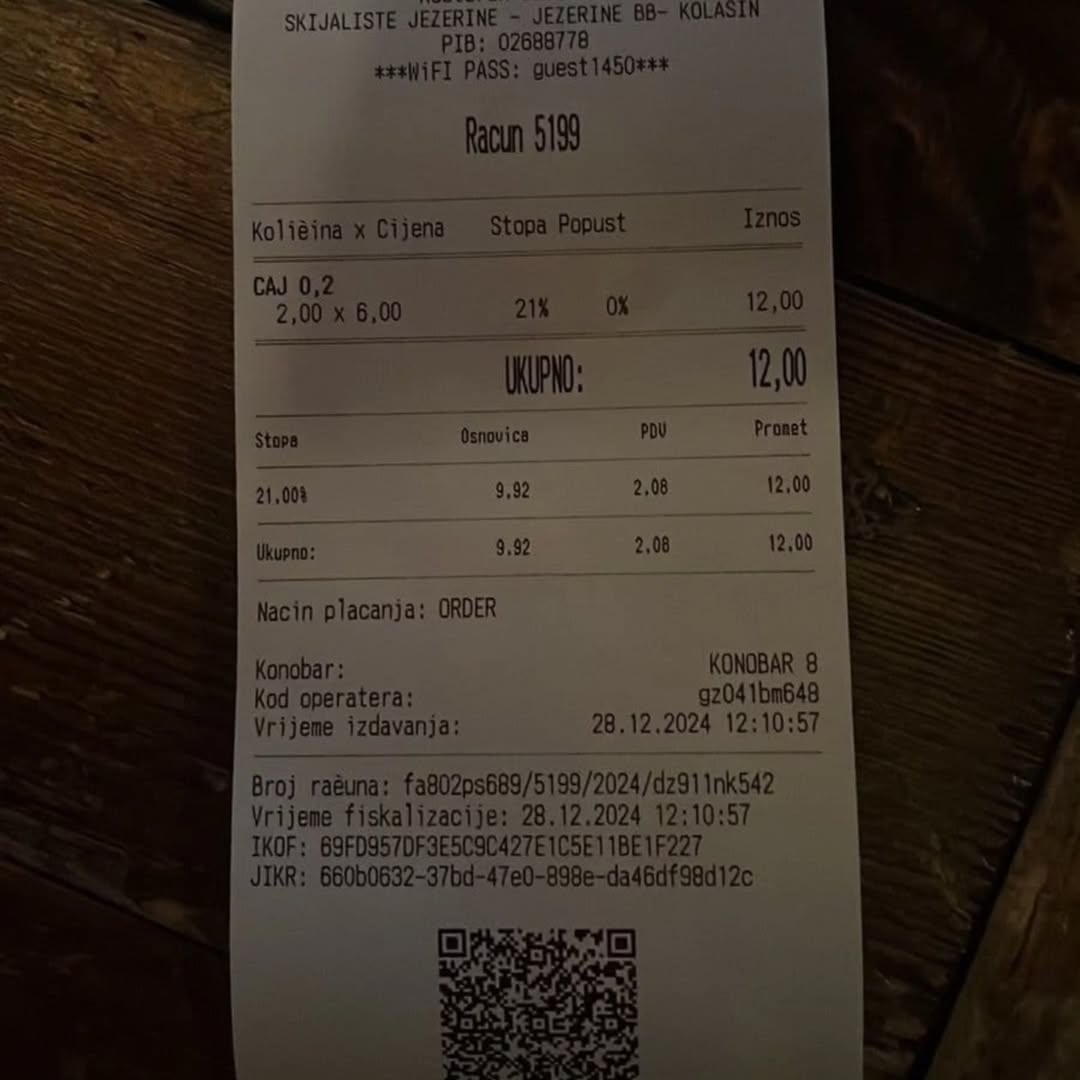 SKIJALISTE JEZERINE - JEZERINE BB- KOLASIN
PIB: 02688778
***WiFI PASS: guest1450***
Racun 5199
Kolièina x Cijena Stopa Popust Iznos
CAJ 0,2
2,00 x 6,00 21% 0% 12,00
UKUPNO: 12,00
Stopa Osnovica PDV Promet
21.00% 9.92 2.08 12.00
Ukupno: 9.92 2.08 12.00
Nacin placanja: ORDER
Konobar: KONOBAR 8
Kod operatera: gz041bm648
Vrijeme izdavanja: 28.12.2024 12:10:57
Broj raèuna: fa802ps689/5199/2024/dz911nk542
Vrijeme fiskalizacije: 28.12.2024 12:10:57
IKOF: 69FD957DF3E5C9C427E1C5E11BE1F227
JIKR: 660b0632-37bd-47e0-898e-da46df98d12c